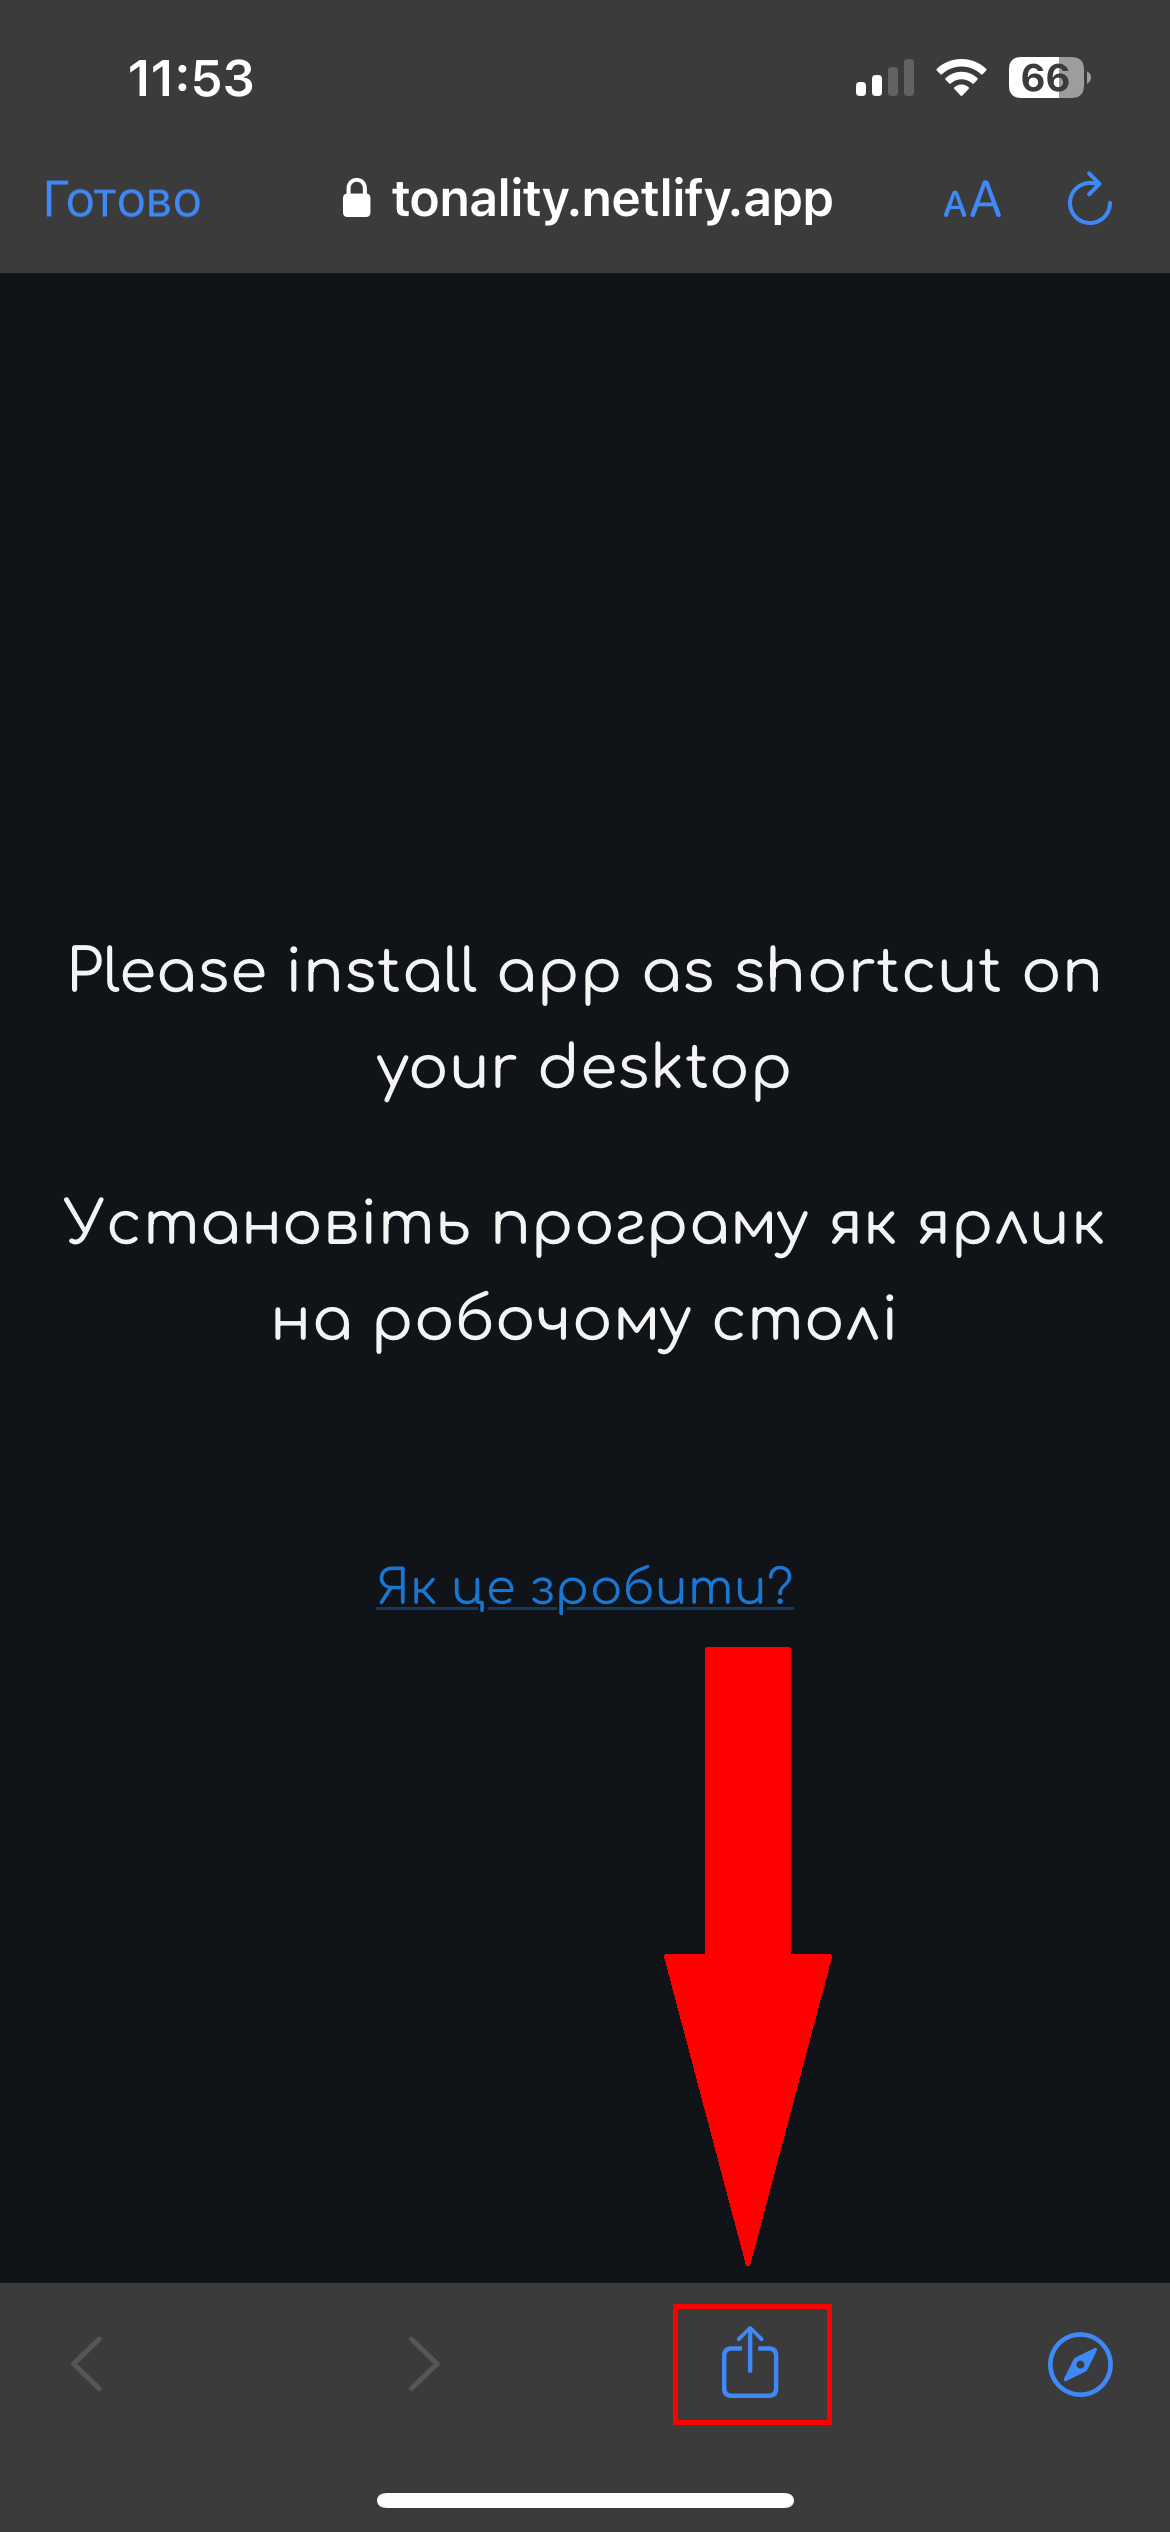 11:53
66
Готово
tonality.netlify.app
AA
Please install app as shortcut on
your desktop
Установіть програму як ярлик
на робочому столі
Як це зробити?